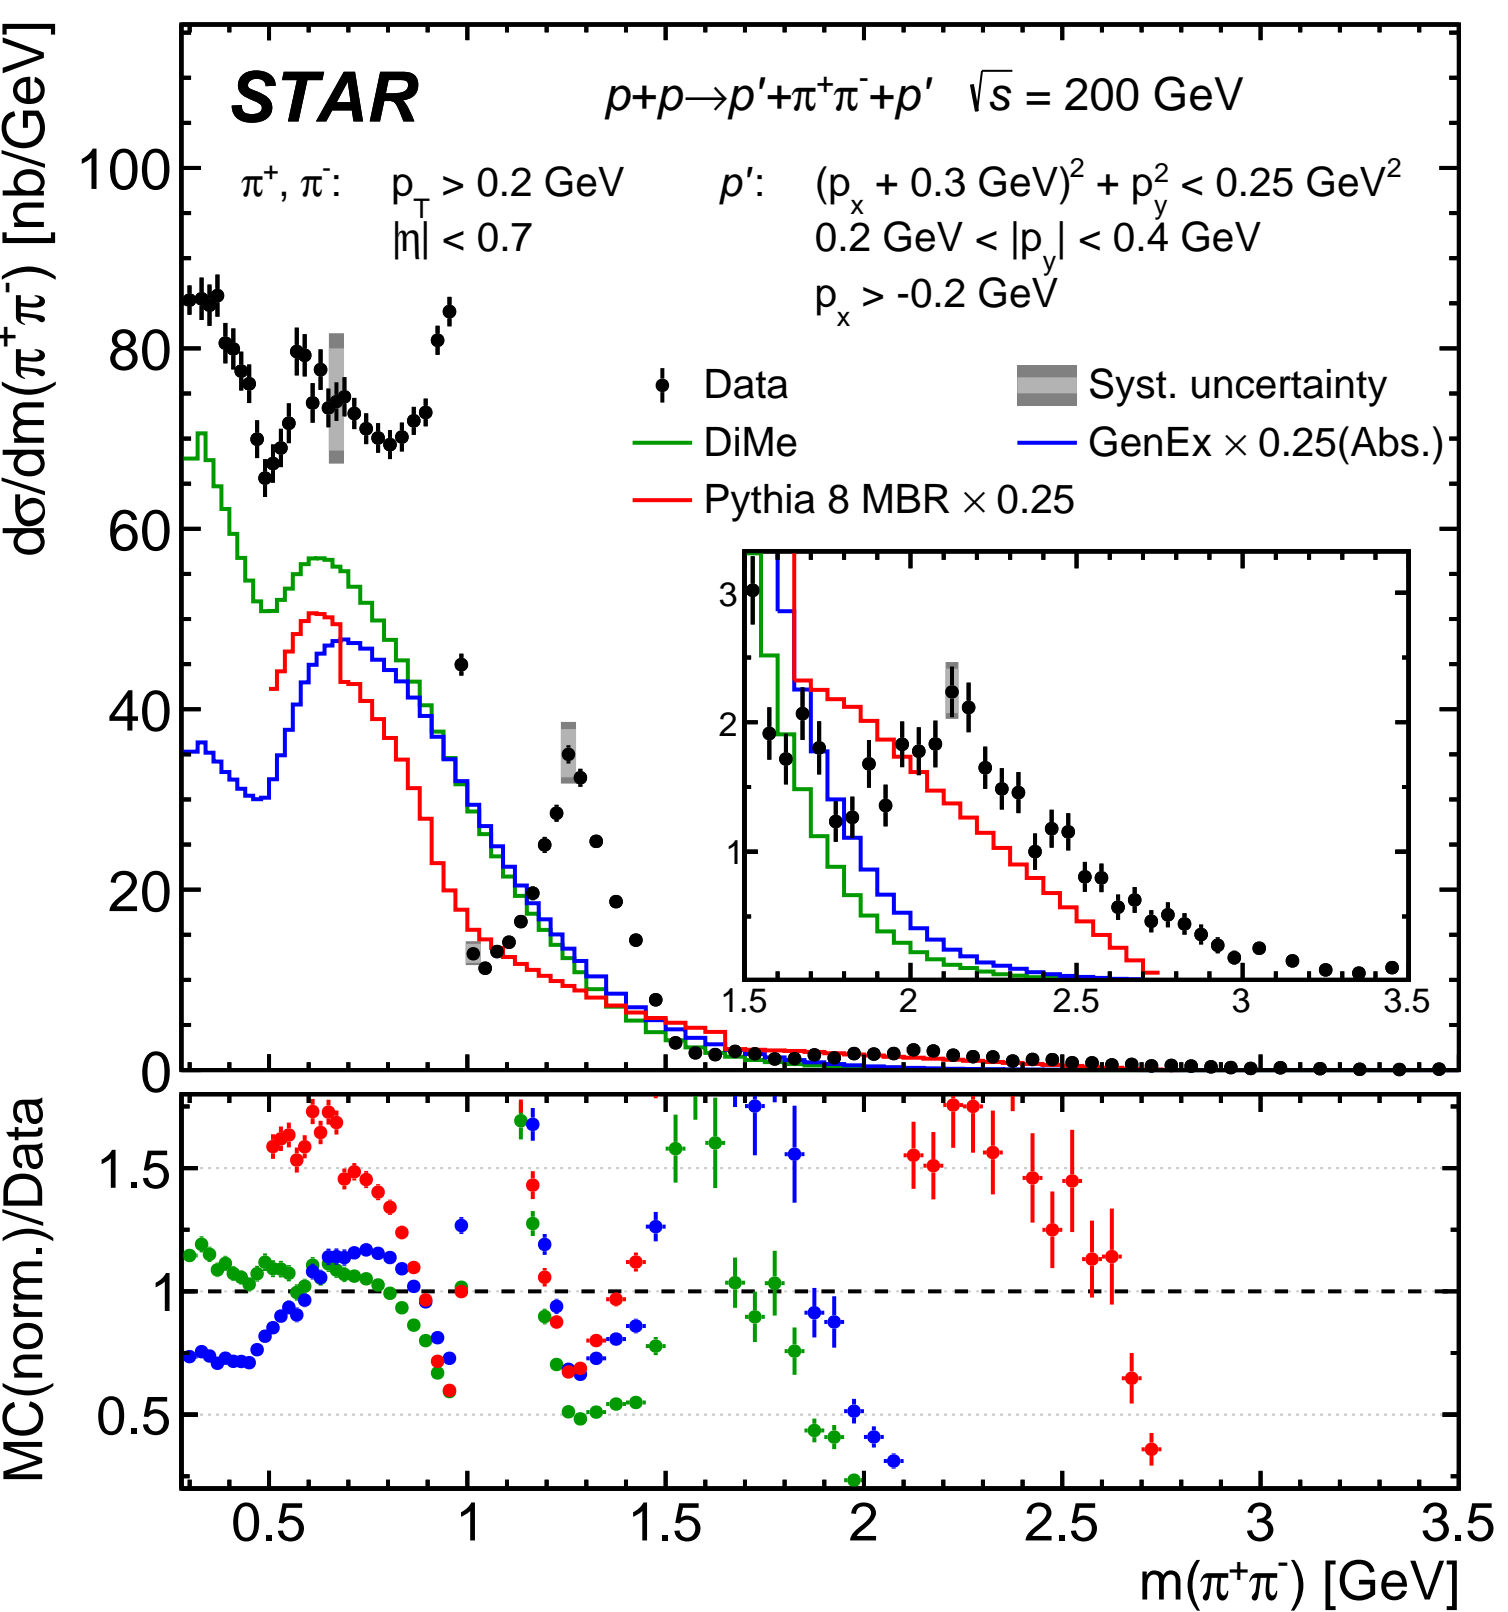 STAR
p+p→p′+π⁺π⁻+p′ √s = 200 GeV
π⁺, π⁻: p_T > 0.2 GeV
|η| < 0.7
p′: (p_x + 0.3 GeV)² + p_y² < 0.25 GeV²
0.2 GeV < |p_y| < 0.4 GeV
p_x > -0.2 GeV
Data
Syst. uncertainty
DiMe
GenEx × 0.25(Abs.)
Pythia 8 MBR × 0.25
dσ/dm(π⁺π⁻) [nb/GeV]
100
80
60
40
20
0
3
2
1
1.5 2 2.5 3 3.5
MC(norm.)/Data
1.5
1
0.5
0.5 1 1.5 2 2.5 3 3.5
m(π⁺π⁻) [GeV]